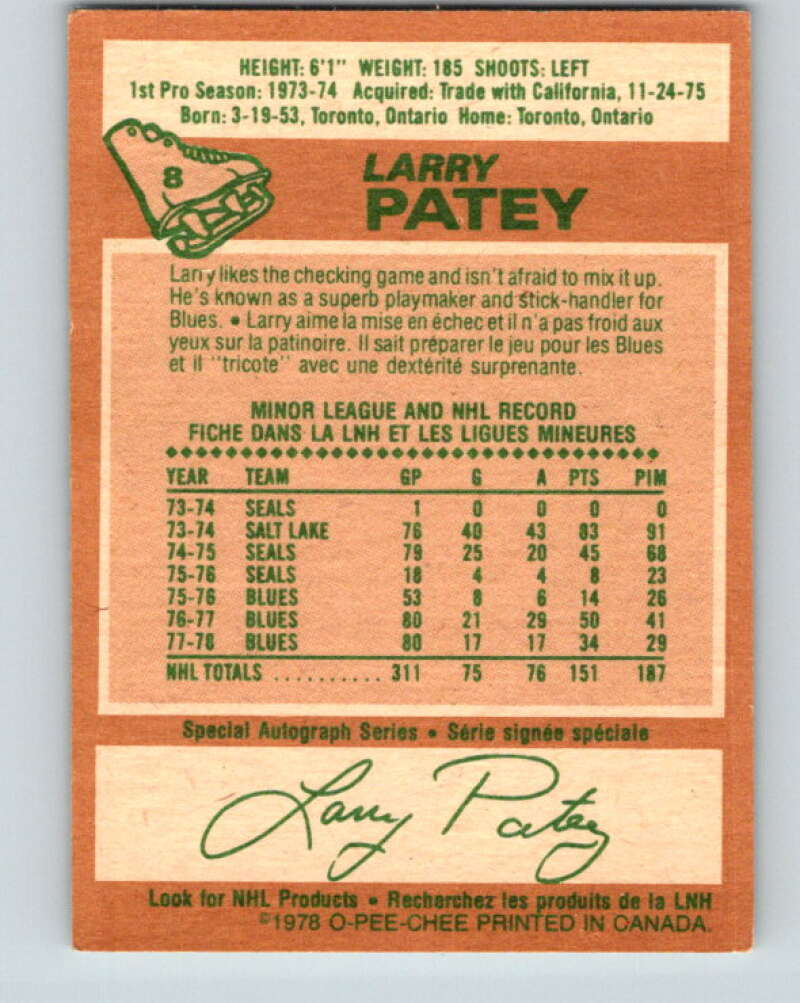 HEIGHT: 6'1" WEIGHT: 185 SHOOTS: LEFT
1st Pro Season: 1973-74 Acquired: Trade with California, 11-24-75
Born: 3-19-53, Toronto, Ontario Home: Toronto, Ontario
8
LARRY
PATEY
Larry likes the checking game and isn't afraid to mix it up.
He's known as a superb playmaker and stick-handler for
Blues. • Larry aime la mise en échec et il n'a pas froid aux
yeux sur la patinoire. Il sait préparer le jeu pour les Blues
et il "tricote" avec une dextérité surprenante.
MINOR LEAGUE AND NHL RECORD
FICHE DANS LA LNH ET LES LIGUES MINEURES
YEAR TEAM GP G A PTS PIM
73-74 SEALS 1 0 0 0 0
73-74 SALT LAKE 76 40 43 83 91
74-75 SEALS 79 25 20 45 68
75-76 SEALS 18 4 4 8 23
75-76 BLUES 53 8 6 14 26
76-77 BLUES 80 21 29 50 41
77-78 BLUES 80 17 17 34 29
NHL TOTALS .......... 311 75 76 151 187
Special Autograph Series • Série signée spéciale
Larry Patey
Look for NHL Products • Recherchez les produits de la LNH
©1978 O-PEE-CHEE PRINTED IN CANADA.